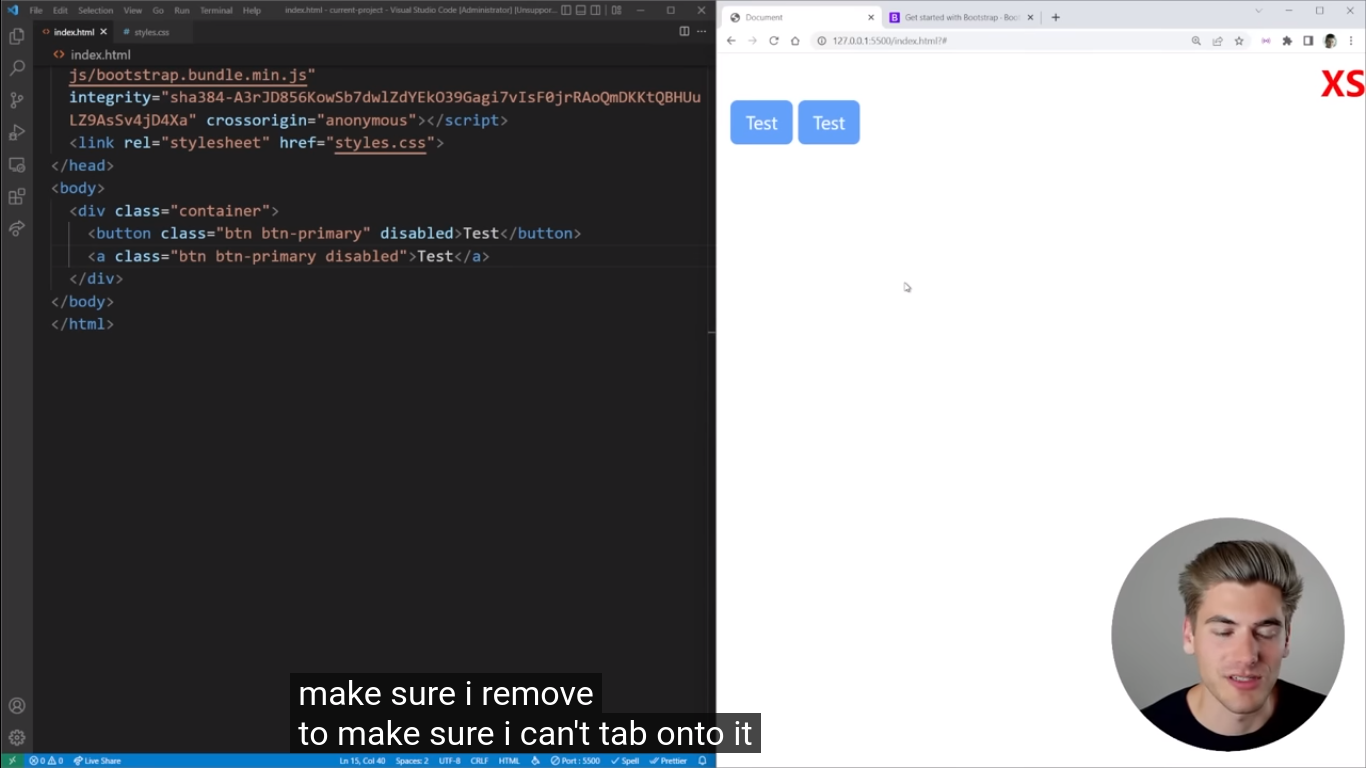 File Edit Selection View Go Run Terminal Help index.html - current-project - Visual Studio Code [Administrator] [Unsuppor...
index.html styles.css
index.html
js/bootstrap.bundle.min.js"
integrity="sha384-A3rJD856KowSb7dwlZdYEkO39Gagi7vIsF0jrRAoQmDKKtQBHUu
LZ9AsSv4jD4Xa" crossorigin="anonymous"></script>
<link rel="stylesheet" href="styles.css">
</head>
<body>
<div class="container">
<button class="btn btn-primary" disabled>Test</button>
<a class="btn btn-primary disabled">Test</a>
</div>
</body>
</html>
0 0 Live Share Ln 15, Col 40 Spaces: 2 UTF-8 CRLF HTML Port : 5500 Spell Prettier
Document Get started with Bootstrap · Boot
127.0.0.1:5500/index.html?#
XS
Test Test
make sure i remove
to make sure i can't tab onto it